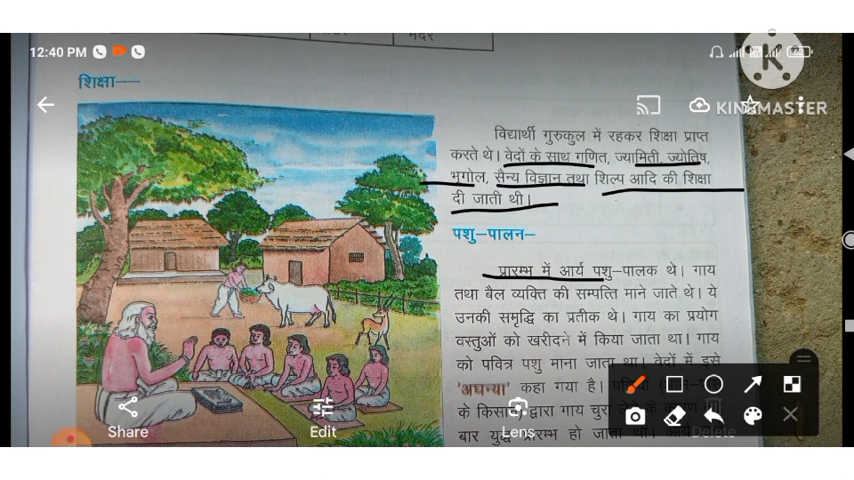 नदर
12:40 PM
शिक्षा––
KINEMASTER
विद्यार्थी गुरुकुल में रहकर शिक्षा प्राप्त
करते थे। वेदों के साथ गणित, ज्यामिती, ज्योतिष,
भूगोल, सैन्य विज्ञान तथा शिल्प आदि की शिक्षा
दी जाती थी।
पशु-पालन-
प्रारम्भ में आर्य पशु-पालक थे। गाय
तथा बैल व्यक्ति की सम्पत्ति माने जाते थे। ये
उनकी समृद्धि का प्रतीक थे। गाय का प्रयोग
वस्तुओं को खरीदने में किया जाता था। गाय
को पवित्र पशु माना जाता था। वेदों में इसे
'अघन्या' कहा गया है।
के किसानों द्वारा गाय चुरा
बार युद्ध प्रारम्भ हो जाता था।
Share
Edit
Lens
Delete